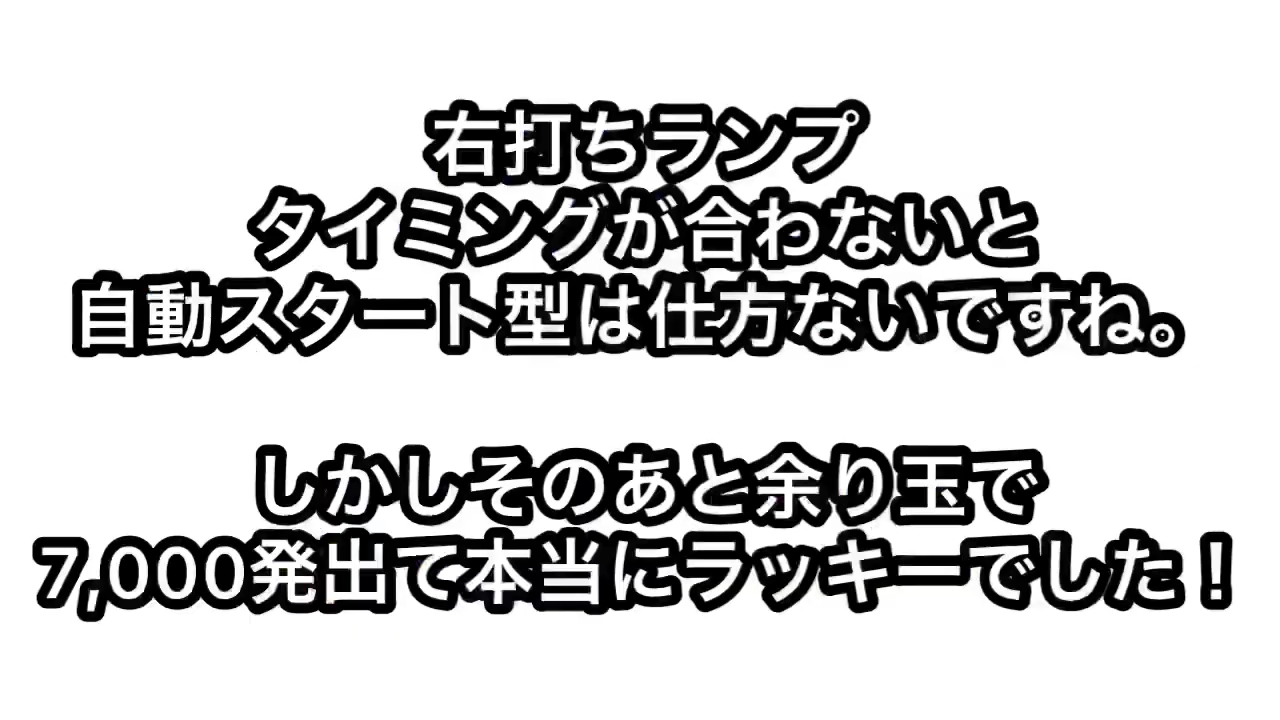 右打ちランプ
タイミングが合わないと
自動スタート型は仕方ないですね。
しかしそのあと余り玉で
7,000発出て本当にラッキーでした！